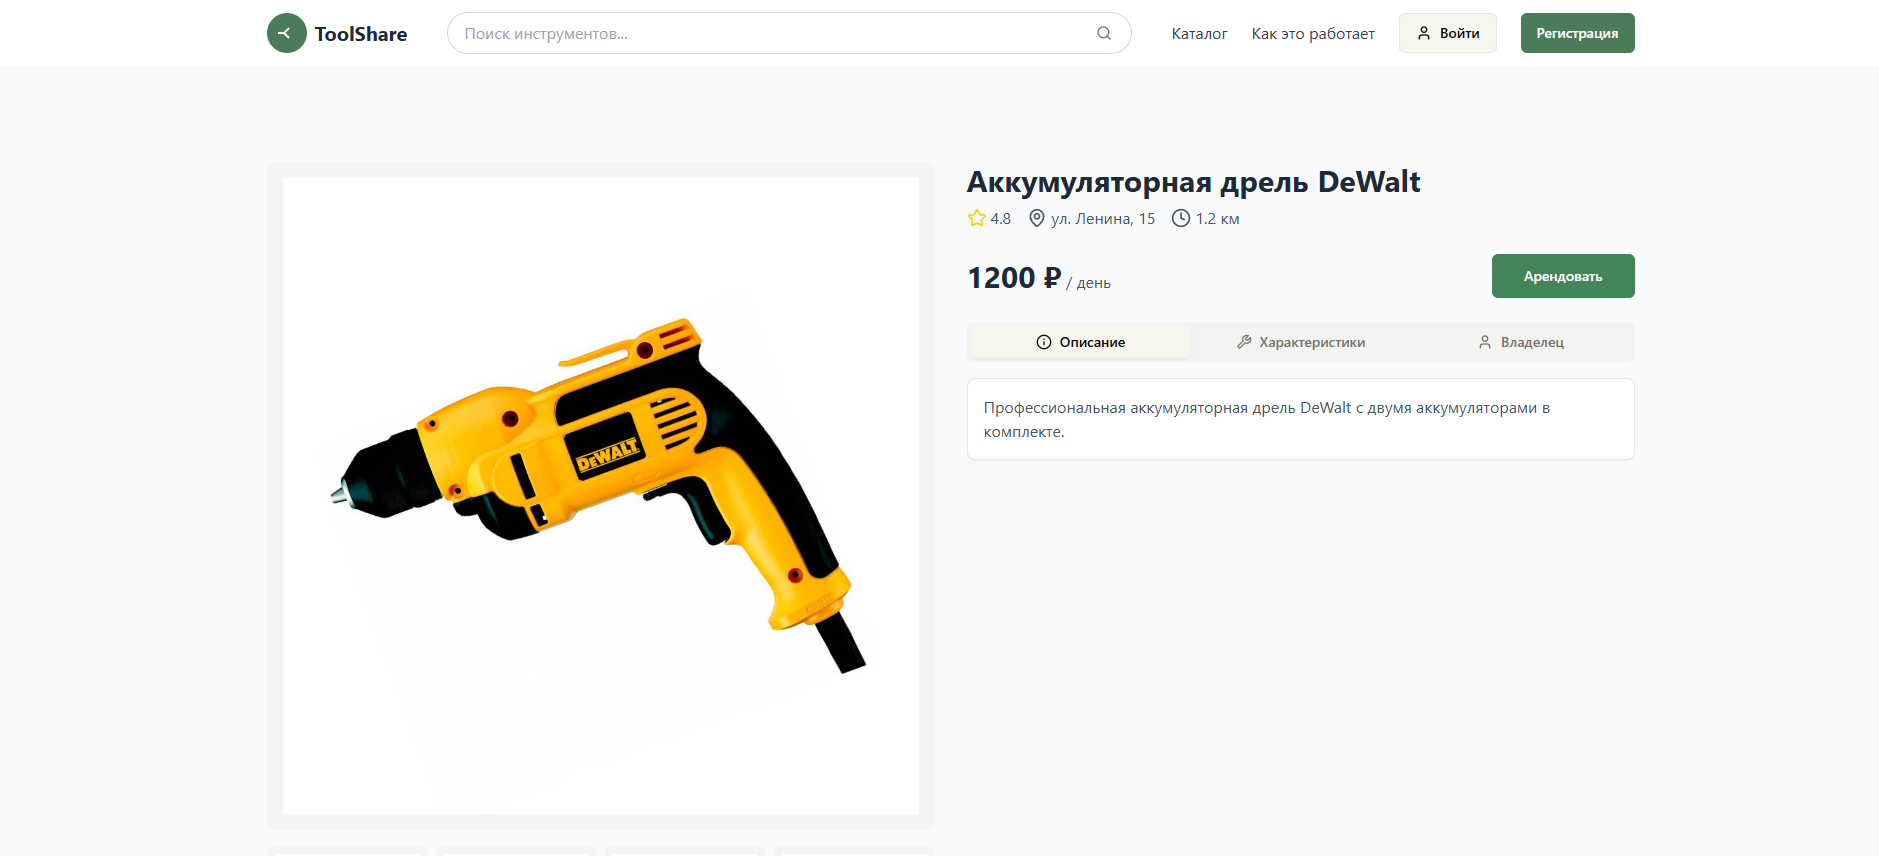 ToolShare
Поиск инструментов...
Каталог
Как это работает
Войти
Регистрация
Аккумуляторная дрель DeWalt
4.8
ул. Ленина, 15
1.2 км
1200 ₽ / день
Арендовать
Описание
Характеристики
Владелец
Профессиональная аккумуляторная дрель DeWalt с двумя аккумуляторами в
комплекте.
DEWALT